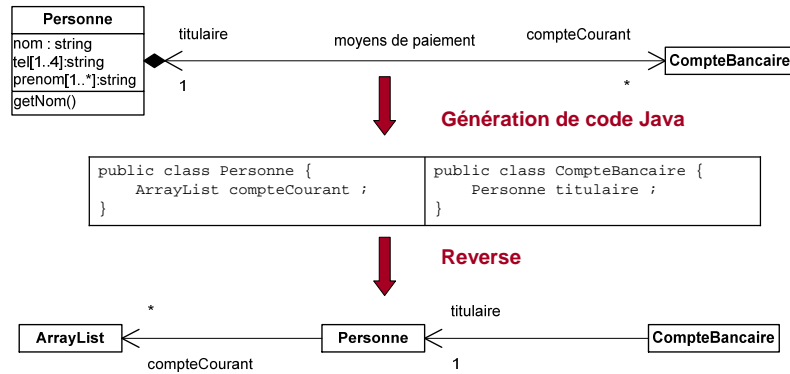 Personne
nom : string
tel[1..4]:string
prenom[1..*]:string
getNom()
titulaire
1
moyens de paiement
compteCourant
*
CompteBancaire
Génération de code Java
public class Personne {
ArrayList compteCourant ;
}
public class CompteBancaire {
Personne titulaire ;
}
Reverse
ArrayList
*
compteCourant
Personne
titulaire
1
CompteBancaire